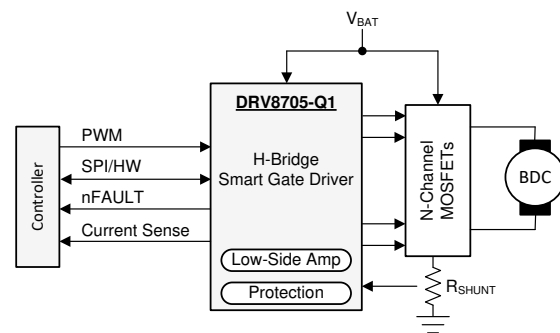 VBAT
DRV8705-Q1
H-Bridge
Smart Gate Driver
Low-Side Amp
Protection
Controller
PWM
SPI/HW
nFAULT
Current Sense
N-Channel
MOSFETs
BDC
RSHUNT